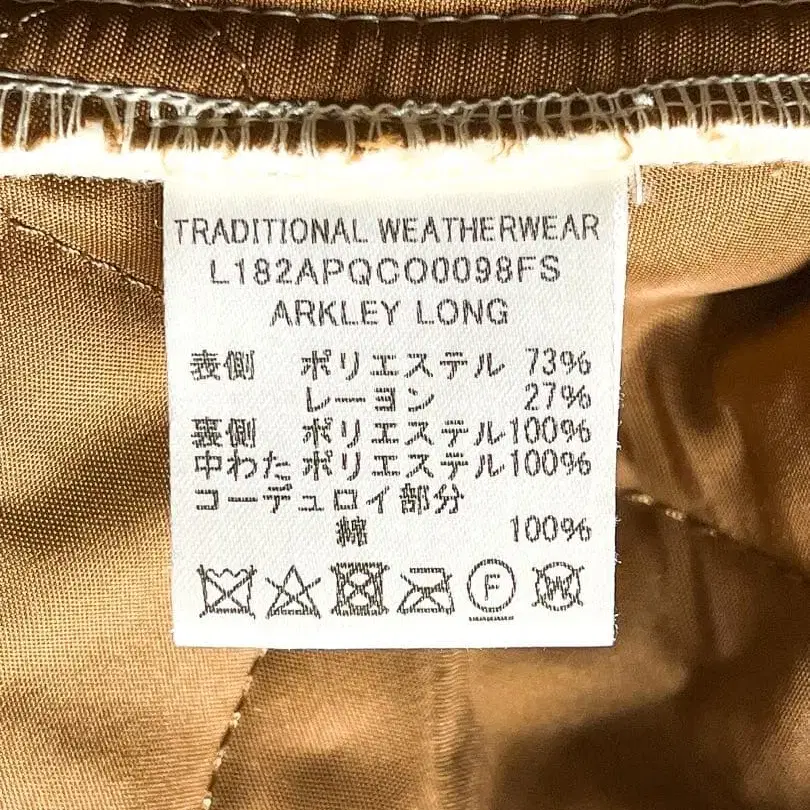 TRADITIONAL WEATHERWEAR
L182APQCO0098FS
ARKLEY LONG
表側 ポリエステル 73%
レーヨン 27%
裏側 ポリエステル100%
中わた ポリエステル100%
コーデュロイ部分
綿 100%
F W